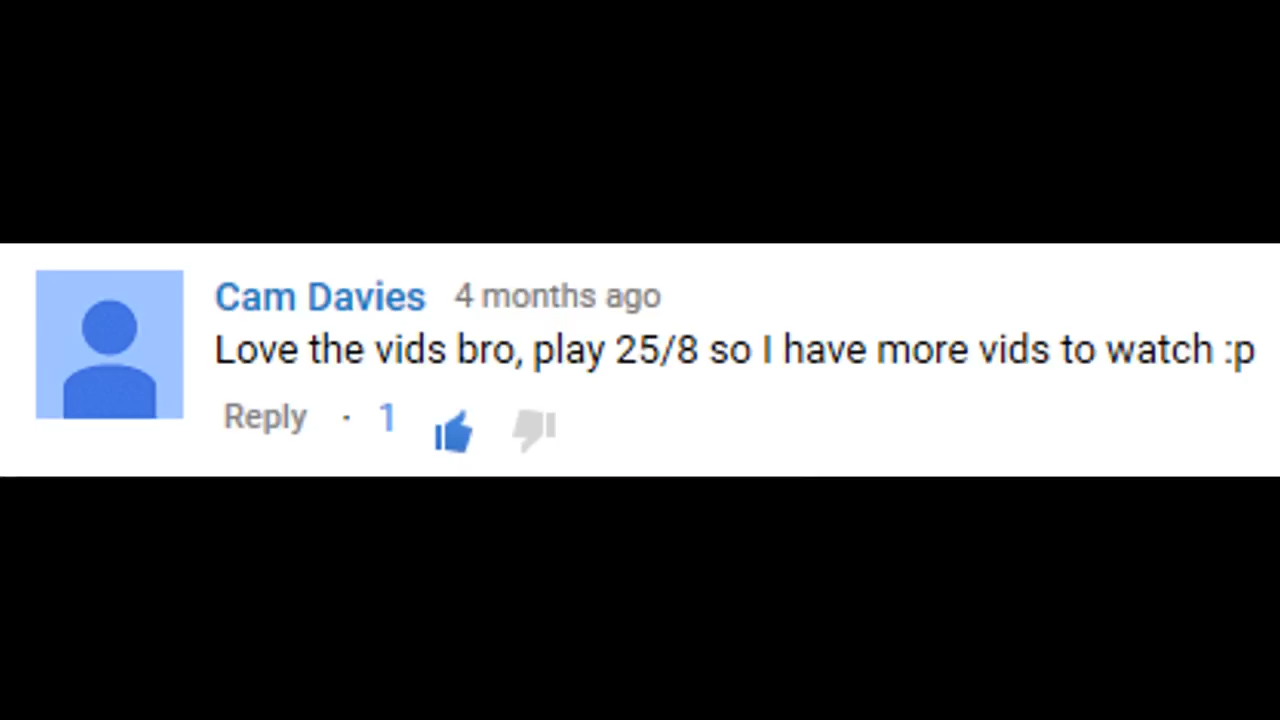 Cam Davies 4 months ago
Love the vids bro, play 25/8 so I have more vids to watch :p
Reply · 1